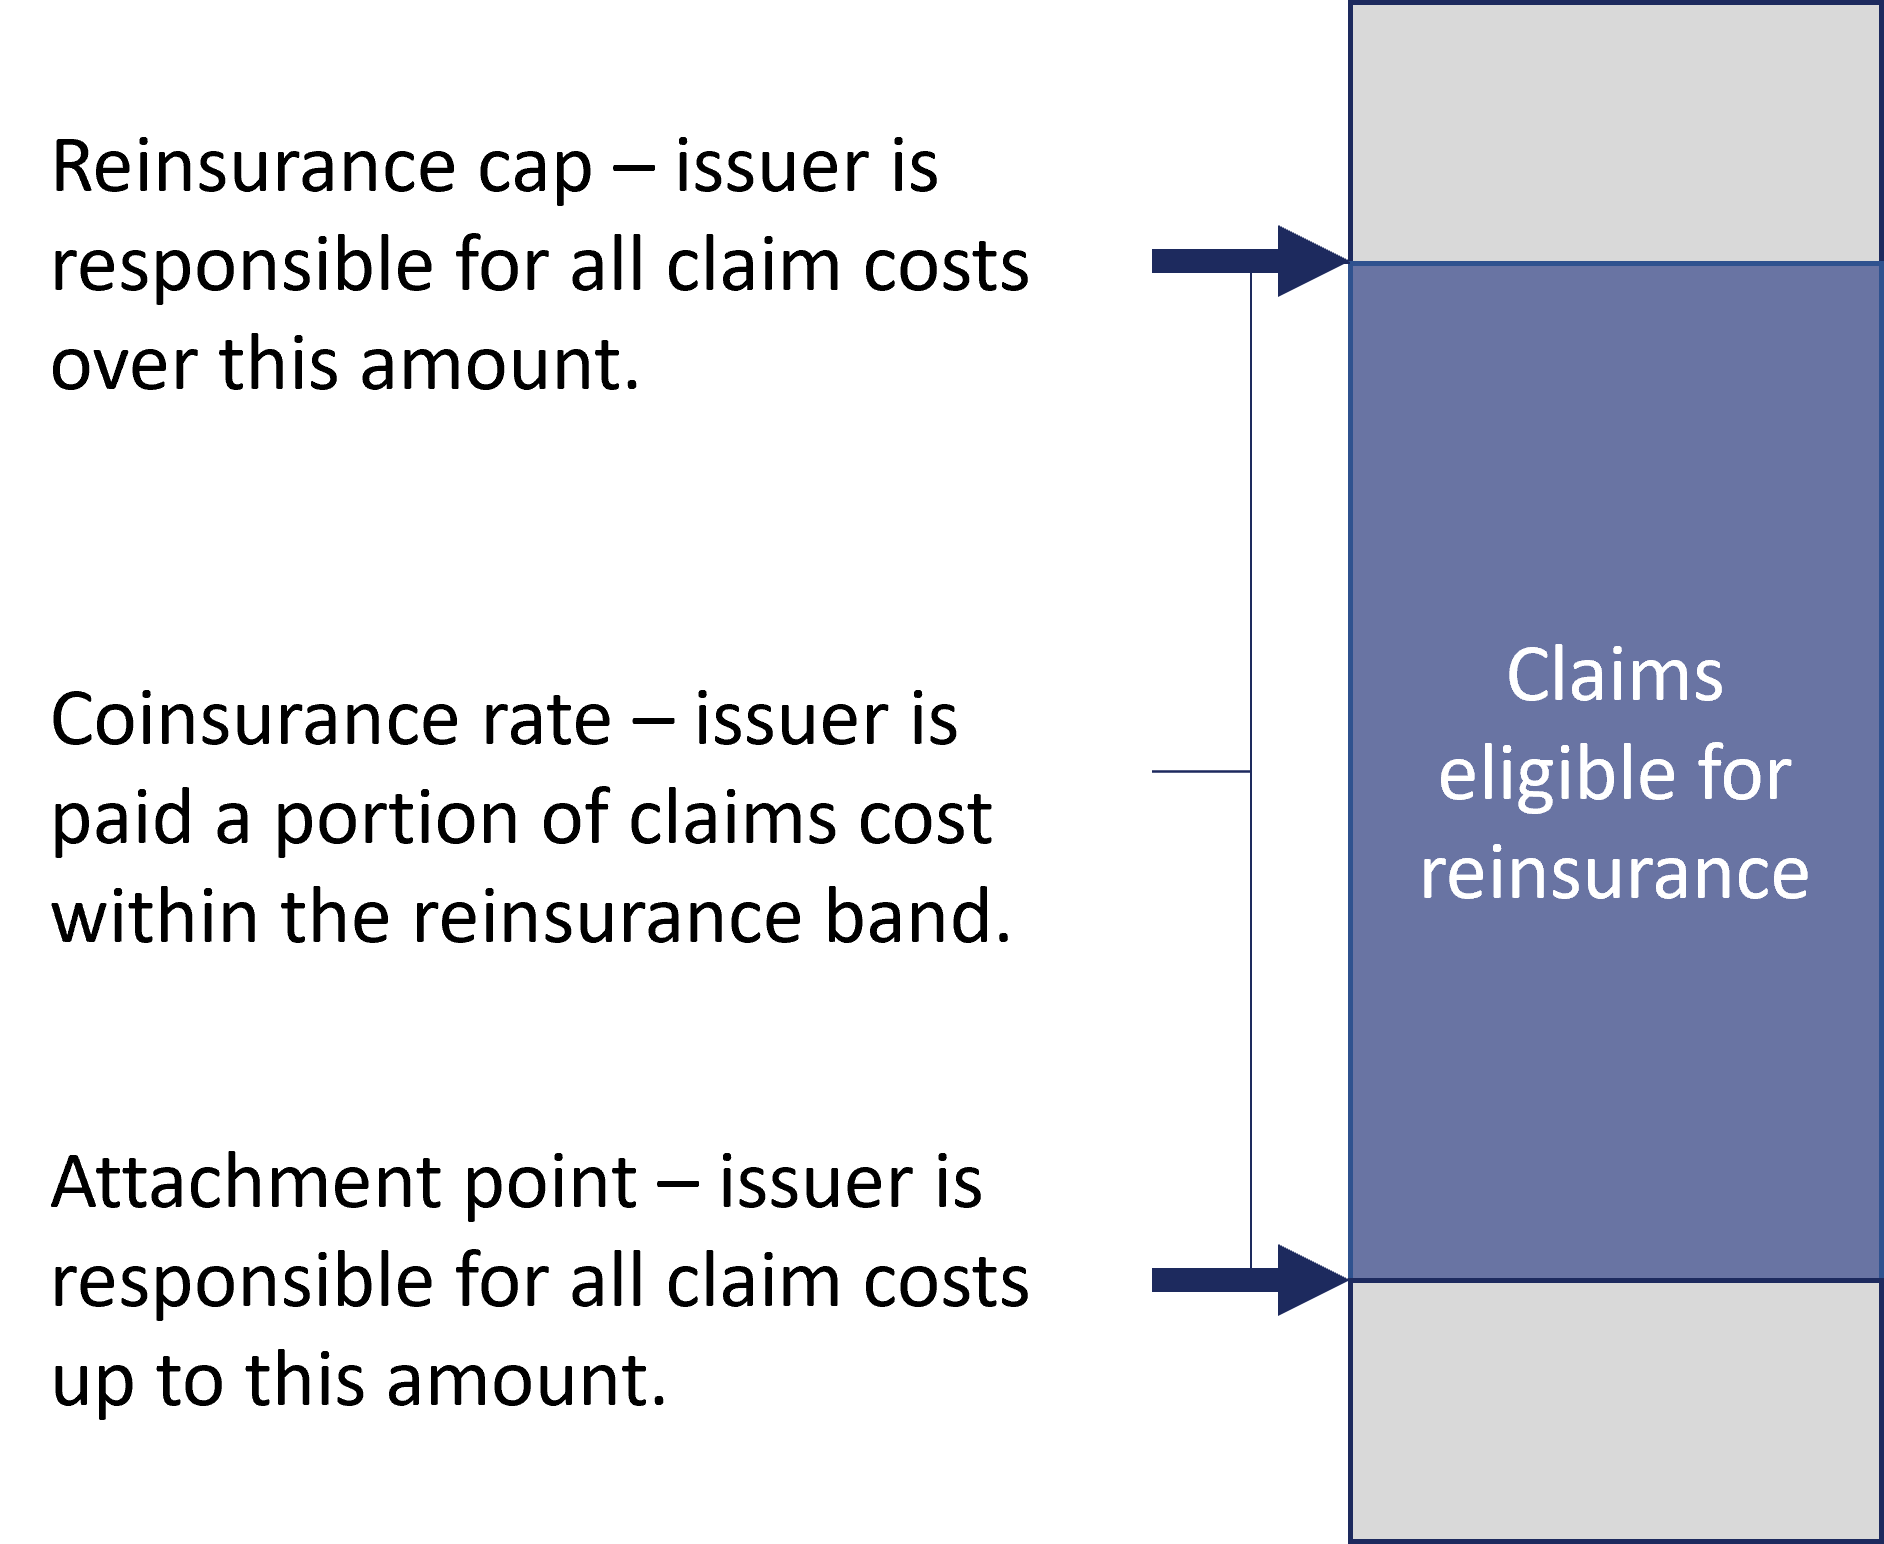 Reinsurance cap – issuer is
responsible for all claim costs
over this amount.
Coinsurance rate – issuer is
paid a portion of claims cost
within the reinsurance band.
Attachment point – issuer is
responsible for all claim costs
up to this amount.
Claims
eligible for
reinsurance